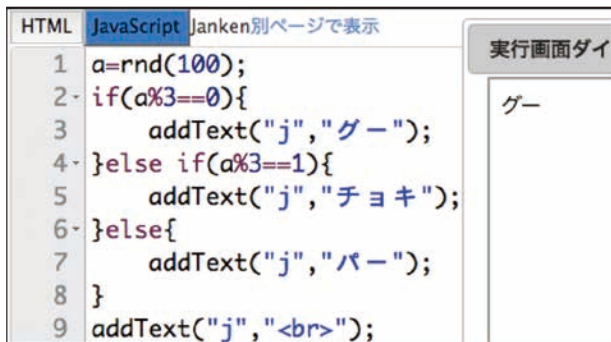 HTML JavaScript Janken別ページで表示
実行画面ダイ
1 a=rnd(100);
2 if(a%3==0){
3     addText("j","グー");
4 }else if(a%3==1){
5     addText("j","チョキ");
6 }else{
7     addText("j","パー");
8 }
9 addText("j","<br>");
グー